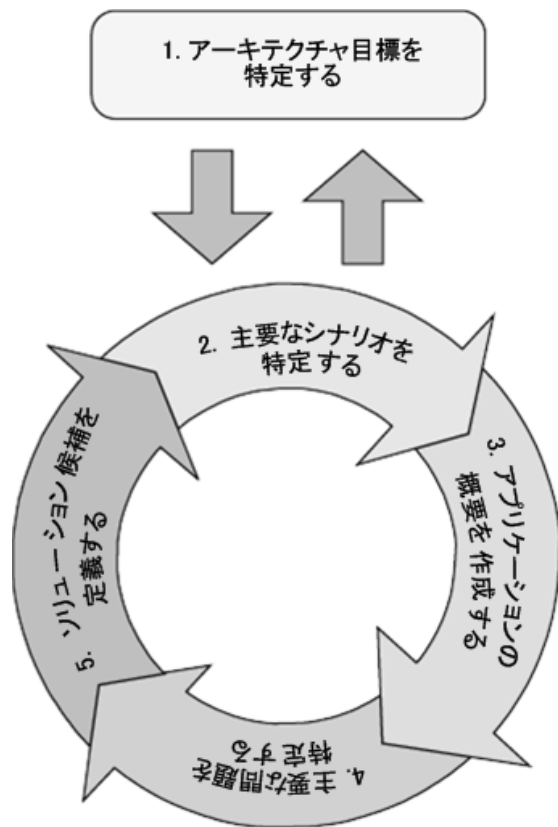 1. アーキテクチャ目標を
特定する
2. 主要なシナリオを
特定する
3. アプリケーションの
概要を作成する
4. 主要な問題を
特定する
5. ソリューション候補を
定義する